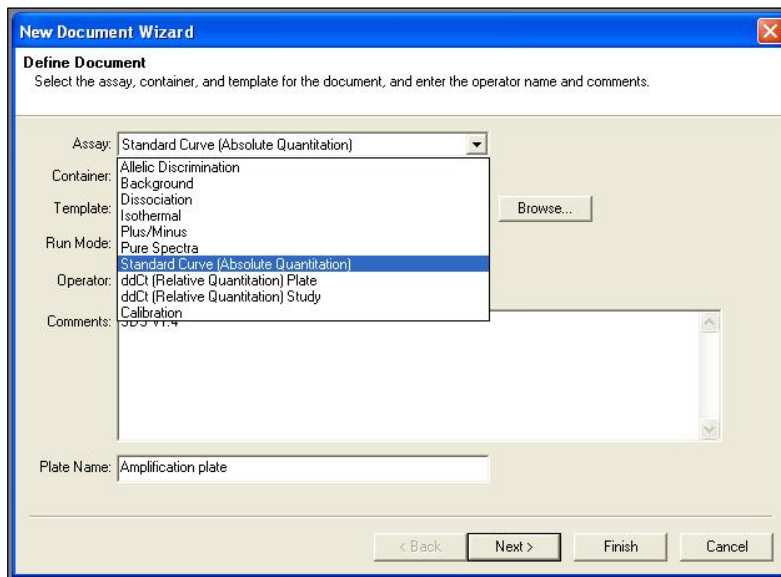 New Document Wizard
Define Document
Select the assay, container, and template for the document, and enter the operator name and comments.
Assay: Standard Curve (Absolute Quantitation)
Allelic Discrimination
Container:
Background
Dissociation
Template:
Isothermal
Browse...
Plus/Minus
Run Mode:
Pure Spectra
Standard Curve (Absolute Quantitation)
Operator:
ddCt (Relative Quantitation) Plate
ddCt (Relative Quantitation) Study
Calibration
Comments:
Plate Name: Amplification plate
< Back Next > Finish Cancel